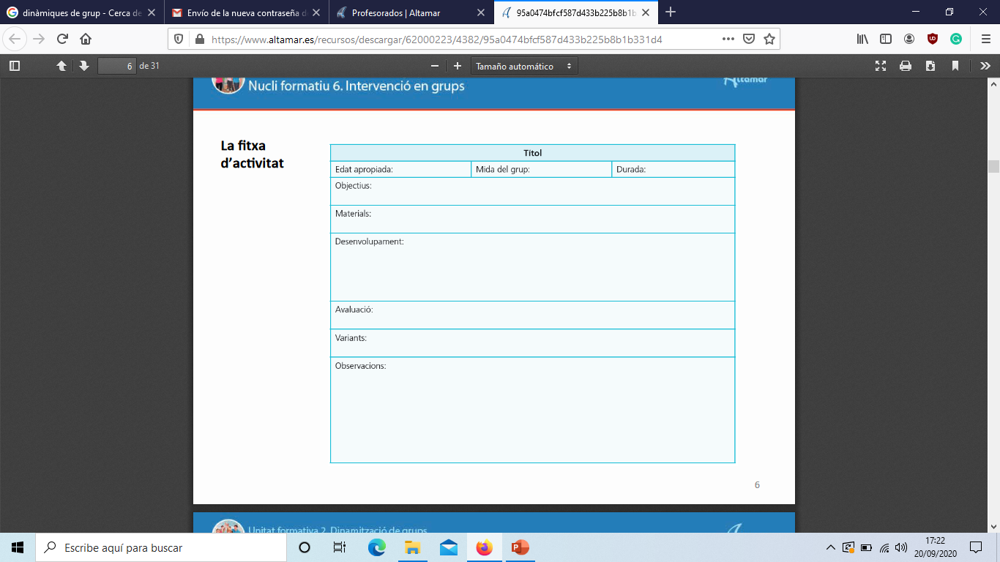 dinàmiques de grup - Cerca de
Envío de la nueva contraseña d
Profesorados | Altamar
95a0474bfcf587d433b225b8b1b
https://www.altamar.es/recursos/descargar/62000223/4382/95a0474bfcf587d433b225b8b1b331d4
6 de 31
Tamaño automático
Nucli formatiu 6. Intervenció en grups
Altamar
La fitxa
d'activitat
Títol
Edat apropiada:
Mida del grup:
Durada:
Objectius:
Materials:
Desenvolupament:
Avaluació:
Variants:
Observacions:
6
Unitat formativa 2. Dinamització de grups
Escribe aquí para buscar
17:22
20/09/2020